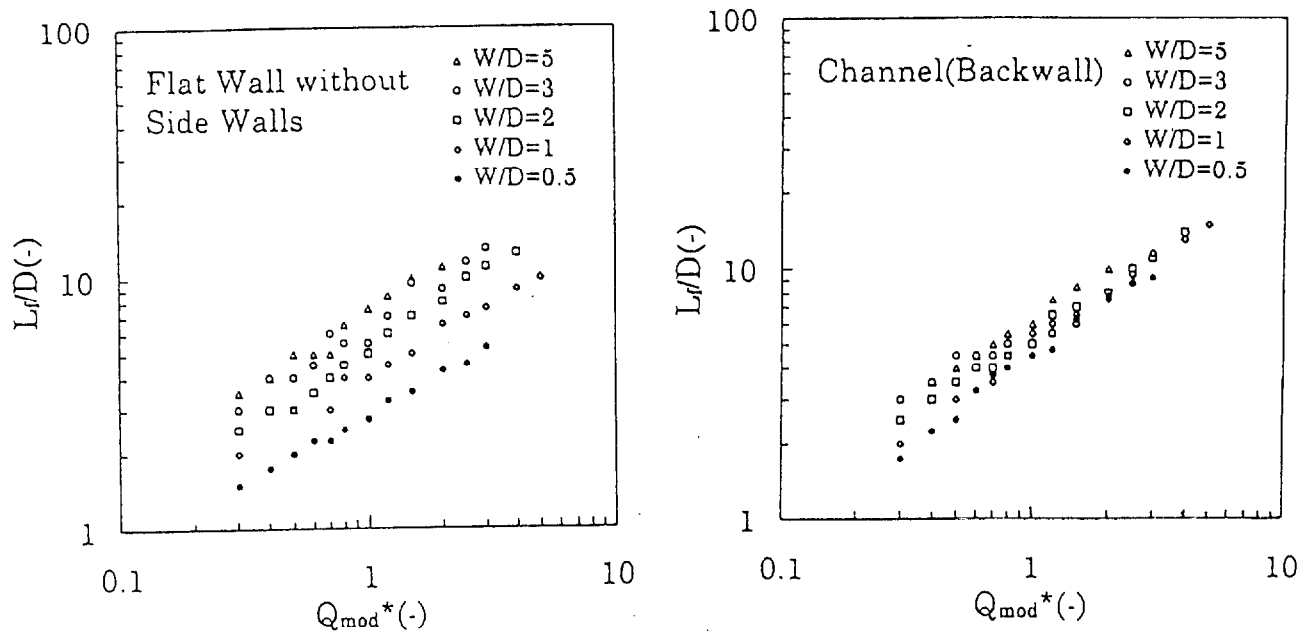 100
10
1
L_f/D(-)
Flat Wall without
Side Walls
△ W/D=5
○ W/D=3
□ W/D=2
◇ W/D=1
• W/D=0.5
0.1
1
10
Q_mod*(-)
100
10
1
L_f/D(-)
Channel(Backwall)
△ W/D=5
○ W/D=3
□ W/D=2
◇ W/D=1
• W/D=0.5
0.1
1
10
Q_mod*(-)